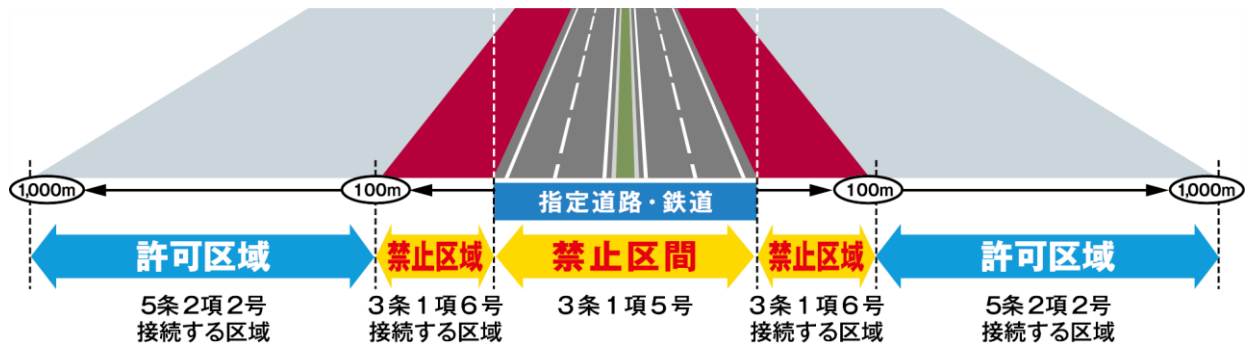 1,000m
100m
指定道路・鉄道
100m
1,000m
許可区域
禁止区域
禁止区間
禁止区域
許可区域
5条2項2号
接続する区域
3条1項6号
接続する区域
3条1項5号
3条1項6号
接続する区域
5条2項2号
接続する区域